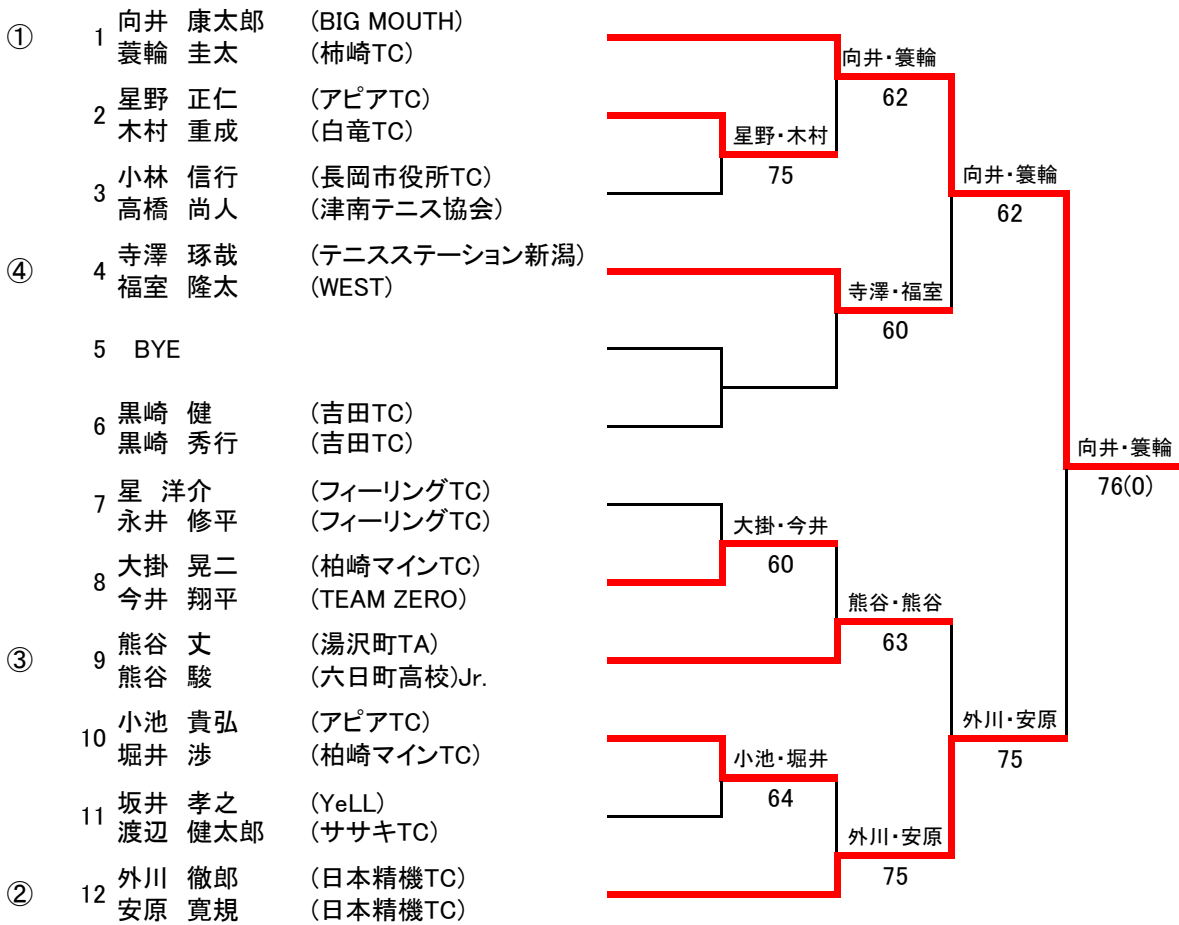 ① 1 向井 康太郎 (BIG MOUTH)
蓑輪 圭太 (柿崎TC)
向井・簑輪
62
2 星野 正仁 (アピアTC)
木村 重成 (白竜TC)
星野・木村
75
3 小林 信行 (長岡市役所TC)
高橋 尚人 (津南テニス協会)
向井・簑輪
62
④ 4 寺澤 琢哉 (テニスステーション新潟)
福室 隆太 (WEST)
寺澤・福室
60
5 BYE
6 黒崎 健 (吉田TC)
黒崎 秀行 (吉田TC)
向井・簑輪
76(0)
7 星 洋介 (フィーリングTC)
永井 修平 (フィーリングTC)
大掛・今井
60
8 大掛 晃二 (柏崎マインTC)
今井 翔平 (TEAM ZERO)
熊谷・熊谷
63
③ 9 熊谷 丈 (湯沢町TA)
熊谷 駿 (六日町高校)Jr.
10 小池 貴弘 (アピアTC)
堀井 渉 (柏崎マインTC)
外川・安原
75
小池・堀井
64
11 坂井 孝之 (YeLL)
渡辺 健太郎 (ササキTC)
外川・安原
75
② 12 外川 徹郎 (日本精機TC)
安原 寛規 (日本精機TC)